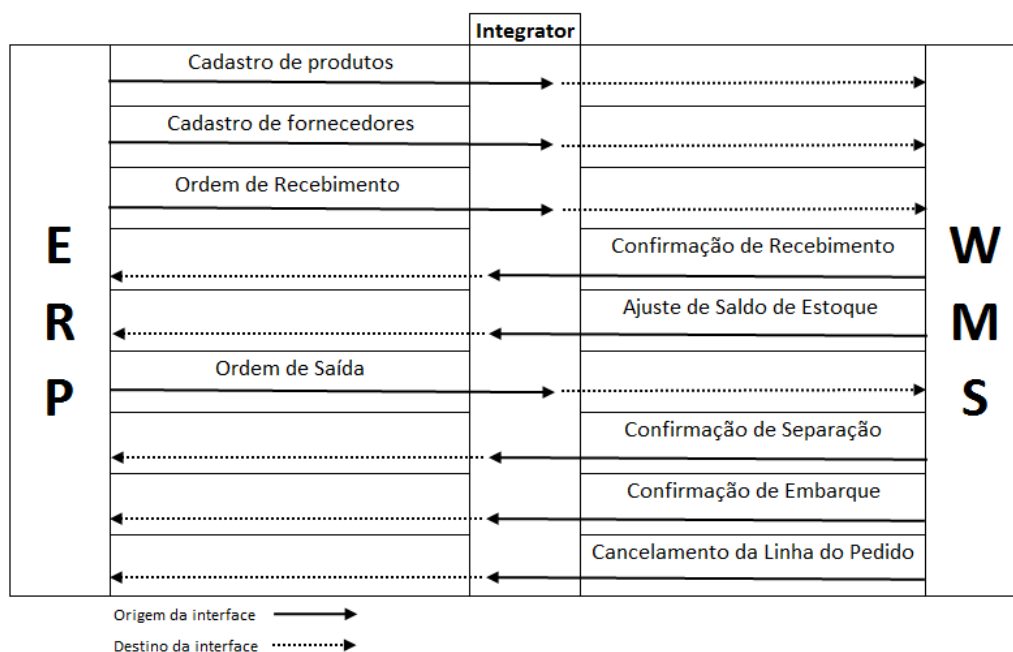 Integrator
Cadastro de produtos
Cadastro de fornecedores
Ordem de Recebimento
Confirmação de Recebimento
Ajuste de Saldo de Estoque
Ordem de Saída
Confirmação de Separação
Confirmação de Embarque
Cancelamento da Linha do Pedido
E
R
P
W
M
S
Origem da interface
Destino da interface